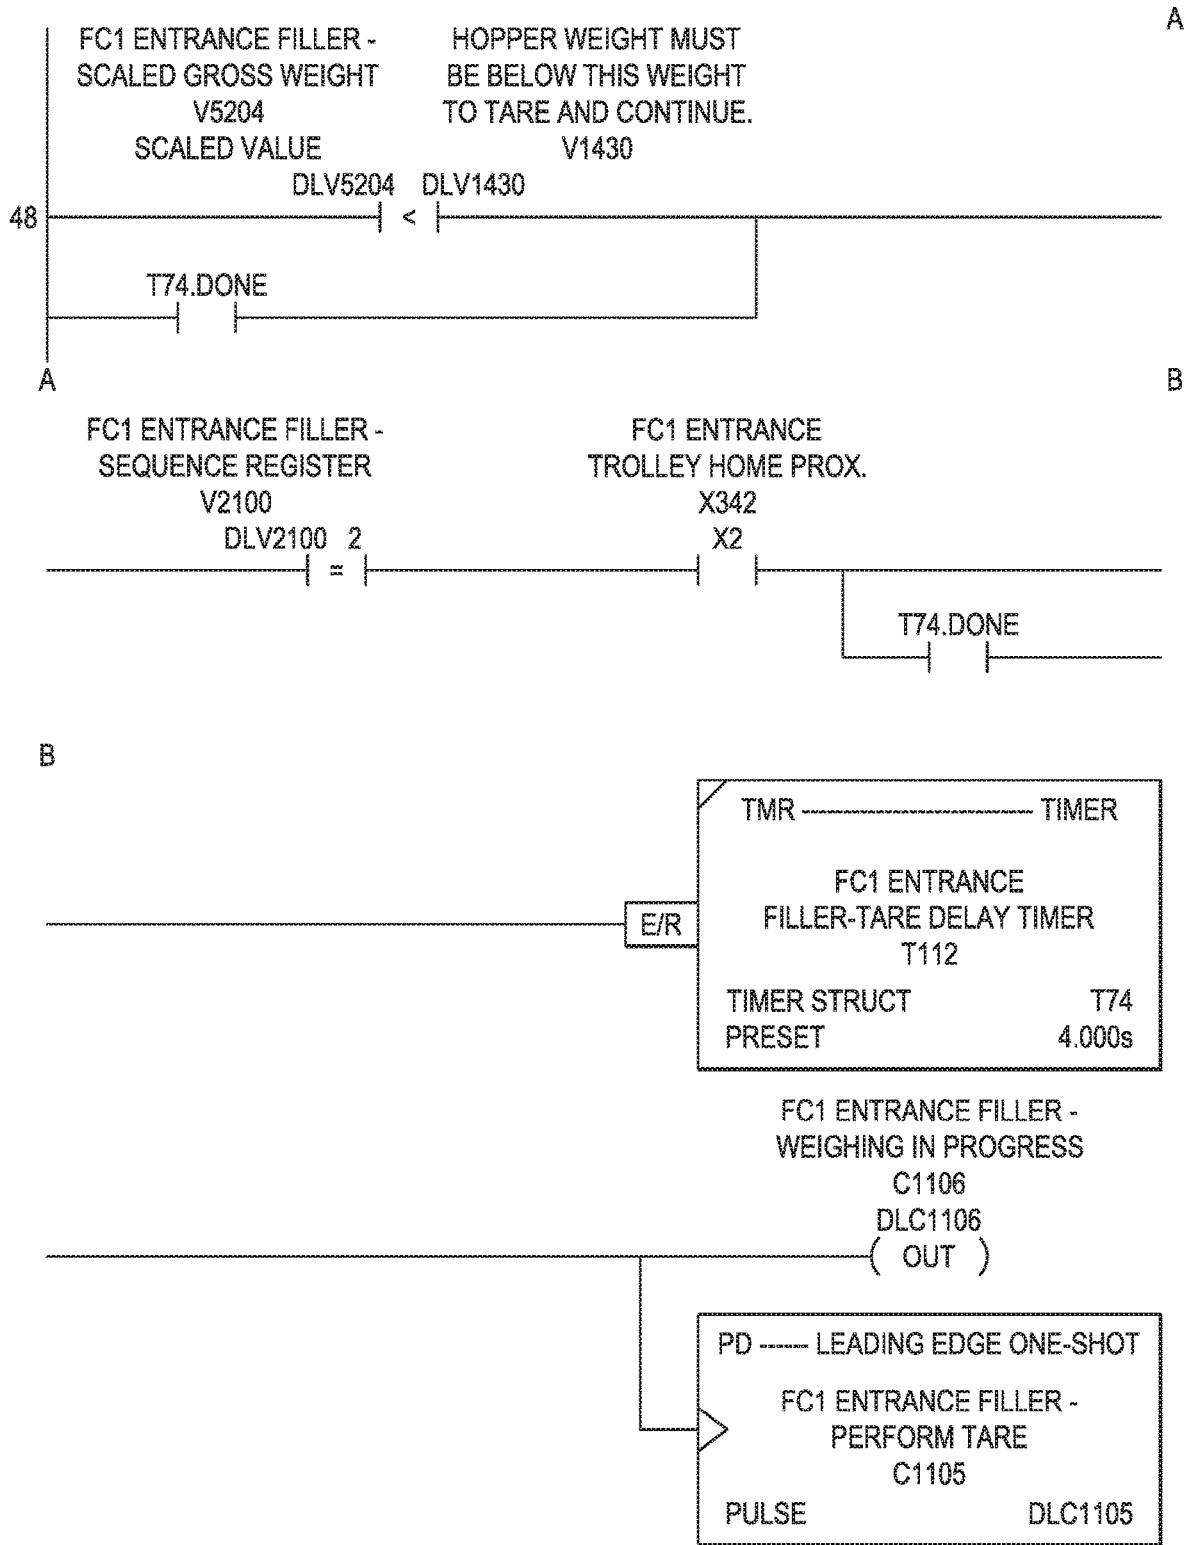 A
FC1 ENTRANCE FILLER -
SCALED GROSS WEIGHT
V5204
SCALED VALUE
HOPPER WEIGHT MUST
BE BELOW THIS WEIGHT
TO TARE AND CONTINUE.
V1430
DLV5204 < DLV1430
48
T74.DONE
A
B
FC1 ENTRANCE FILLER -
SEQUENCE REGISTER
V2100
DLV2100 = 2
FC1 ENTRANCE
TROLLEY HOME PROX.
X342
X2
T74.DONE
B
TMR ---------- TIMER
FC1 ENTRANCE
FILLER-TARE DELAY TIMER
T112
E/R
TIMER STRUCT T74
PRESET 4.000s
FC1 ENTRANCE FILLER -
WEIGHING IN PROGRESS
C1106
DLC1106
( OUT )
PD ------ LEADING EDGE ONE-SHOT
FC1 ENTRANCE FILLER -
PERFORM TARE
C1105
PULSE DLC1105